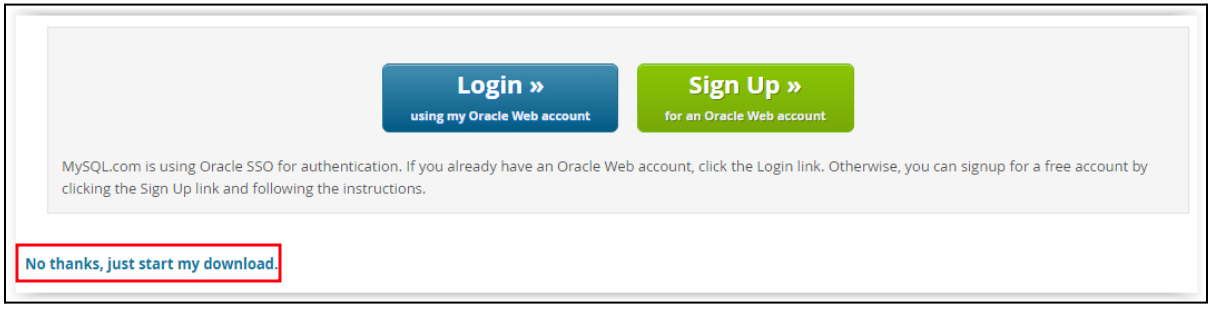 Login »
using my Oracle Web account
Sign Up »
for an Oracle Web account
MySQL.com is using Oracle SSO for authentication. If you already have an Oracle Web account, click the Login link. Otherwise, you can signup for a free account by
clicking the Sign Up link and following the instructions.
No thanks, just start my download.